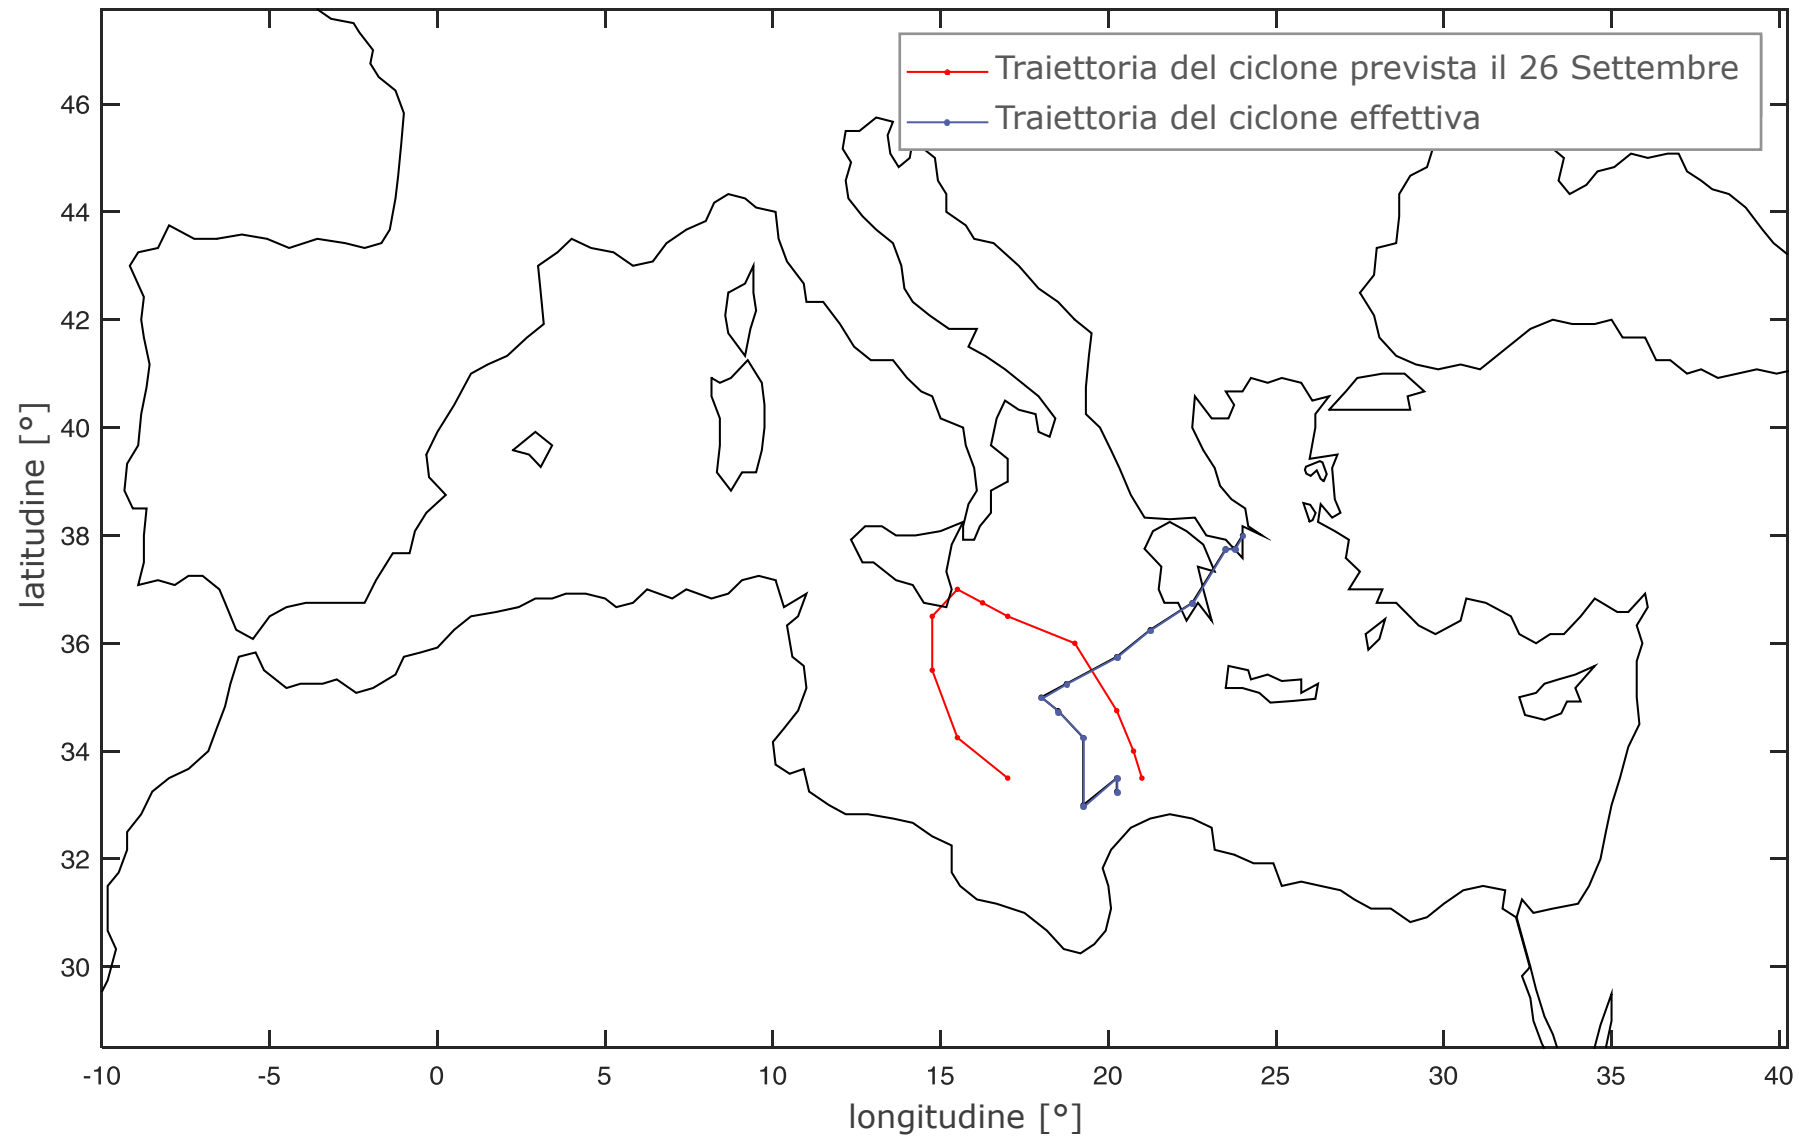 Traiettoria del ciclone prevista il 26 Settembre
Traiettoria del ciclone effettiva
46
44
42
40
38
36
34
32
30
latitudine [°]
-10 -5 0 5 10 15 20 25 30 35 40
longitudine [°]